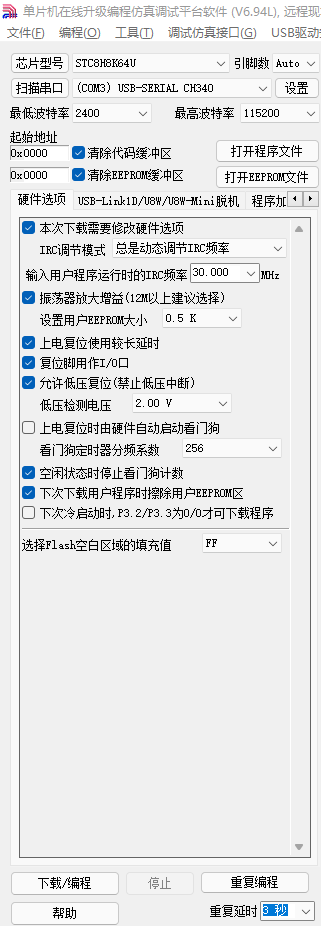 单片机在线升级编程仿真调试平台软件 (V6.94L), 远程现
文件(F) 编程(O) 工具(T) 调试仿真接口(G) USB驱动
芯片型号 STC8H8K64U 引脚数 Auto
扫描串口 (COM3) USB-SERIAL CH340 设置
最低波特率 2400 最高波特率 115200
起始地址
0x0000 清除代码缓冲区 打开程序文件
0x0000 清除EEPROM缓冲区 打开EEPROM文件
硬件选项 USB-Link1D/U8W/U8W-Mini脱机 程序加
本次下载需要修改硬件选项
IRC调节模式 总是动态调节IRC频率
输入用户程序运行时的IRC频率 30.000 MHz
振荡器放大增益(12M以上建议选择)
设置用户EEPROM大小 0.5 K
上电复位使用较长延时
复位脚用作I/O口
允许低压复位(禁止低压中断)
低压检测电压 2.00 V
上电复位时由硬件自动启动看门狗
看门狗定时器分频系数 256
空闲状态时停止看门狗计数
下次下载用户程序时擦除用户EEPROM区
下次冷启动时,P3.2/P3.3为0/0才可下载程序
选择Flash空白区域的填充值 FF
下载/编程 停止 重复编程
帮助 重复延时 3 秒